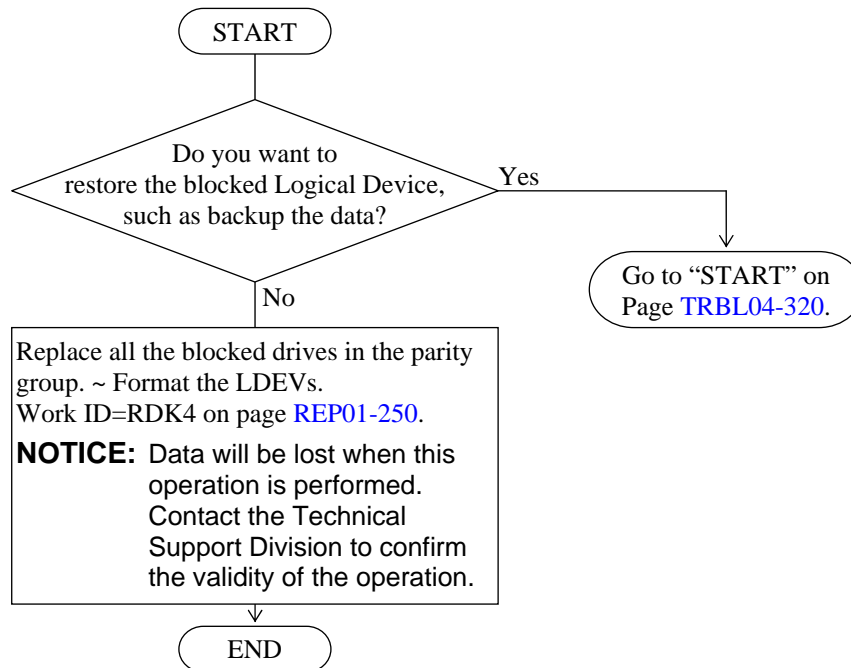 START
Do you want to
restore the blocked Logical Device,
such as backup the data?
Yes
Go to “START” on
Page TRBL04-320.
No
Replace all the blocked drives in the parity
group. ~ Format the LDEVs.
Work ID=RDK4 on page REP01-250.
NOTICE: Data will be lost when this
operation is performed.
Contact the Technical
Support Division to confirm
the validity of the operation.
END